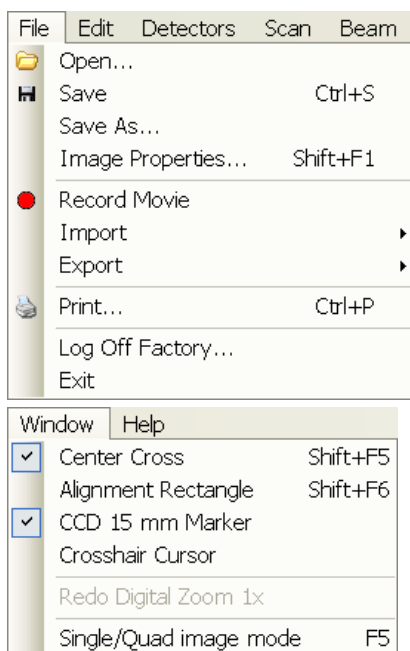 File Edit Detectors Scan Beam
Open...
Save Ctrl+S
Save As...
Image Properties... Shift+F1
Record Movie
Import
Export
Print... Ctrl+P
Log Off Factory...
Exit
Window Help
Center Cross Shift+F5
Alignment Rectangle Shift+F6
CCD 15 mm Marker
Crosshair Cursor
Redo Digital Zoom 1x
Single/Quad image mode F5